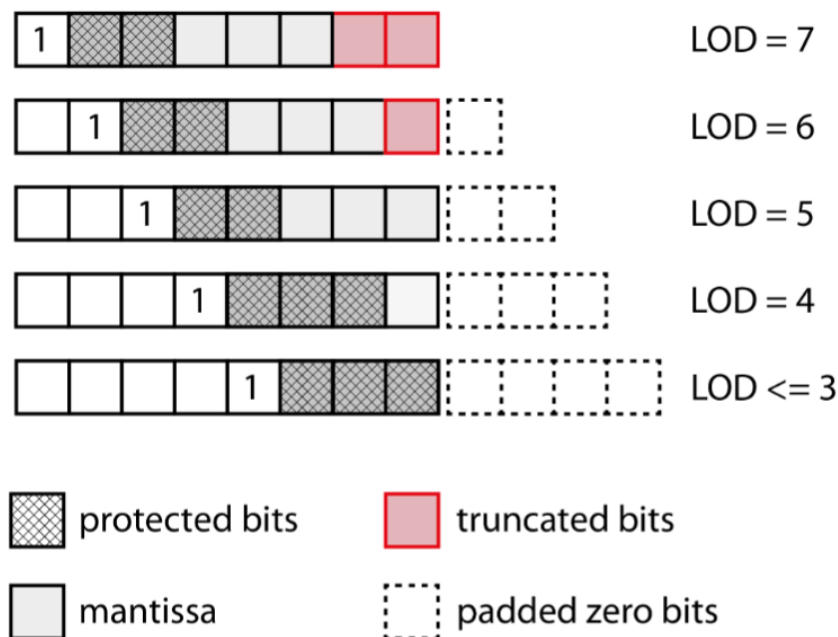 1 LOD = 7
1 LOD = 6
1 LOD = 5
1 LOD = 4
1 LOD <= 3
protected bits truncated bits
mantissa padded zero bits